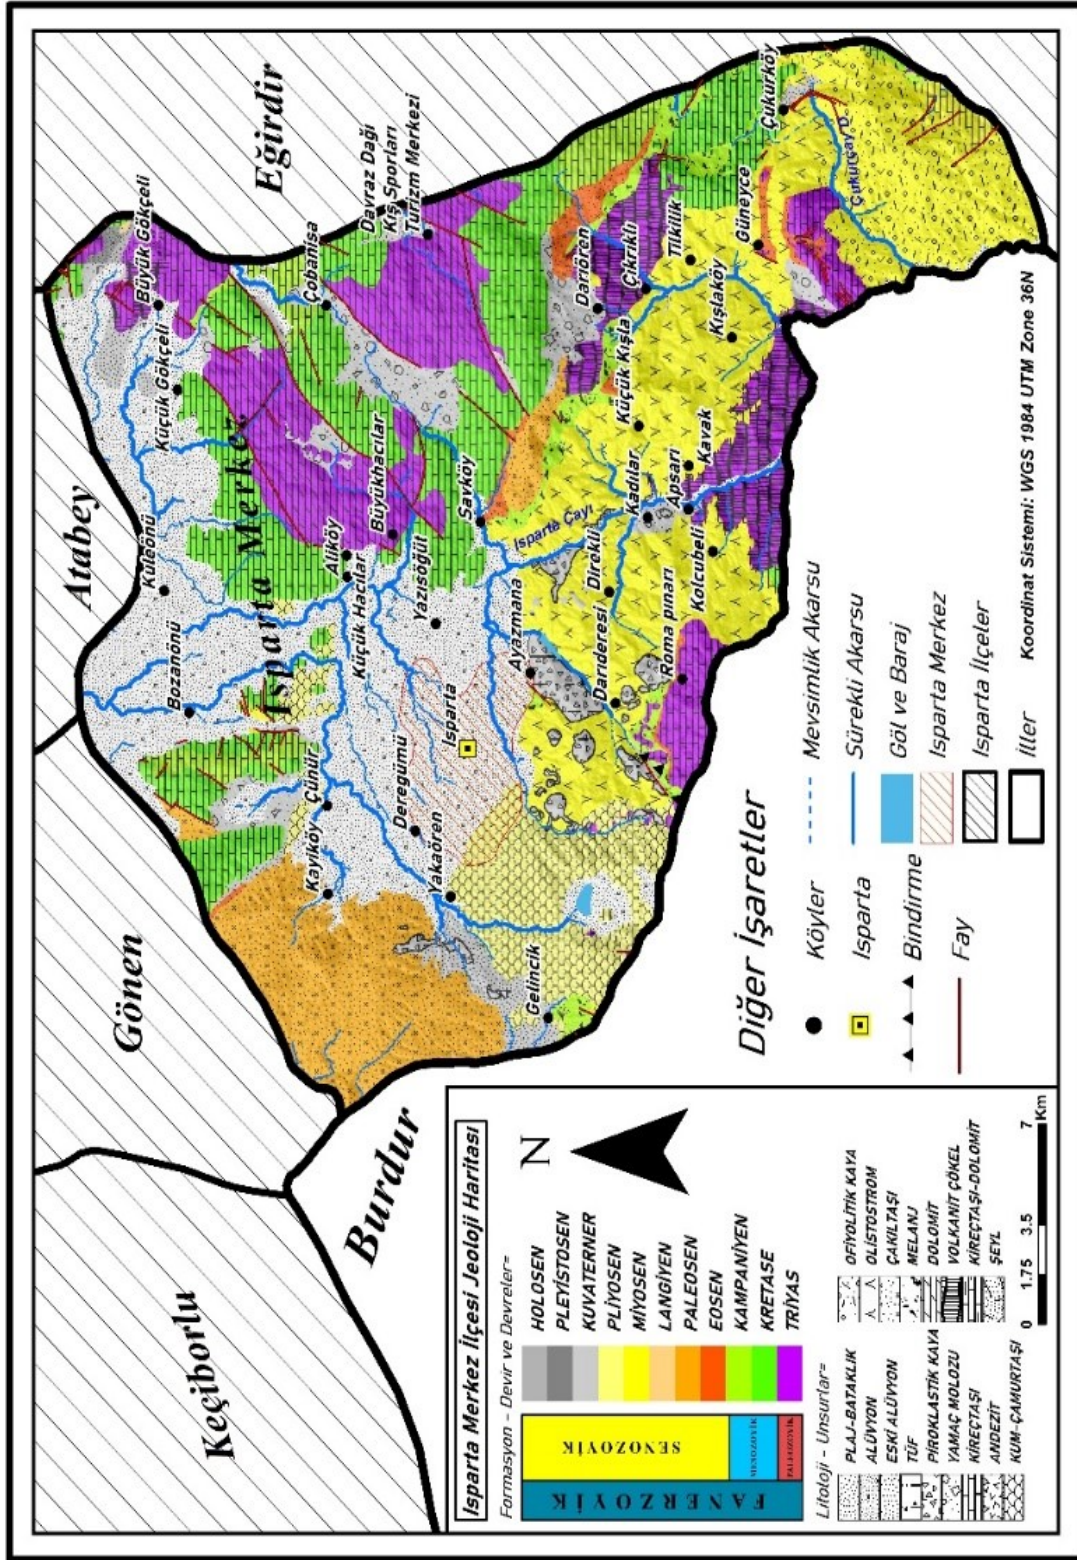 Keçiborlu
Gönen
Atabey
Eğirdir
Burdur
Isparta Merkez
Büyük Gökçeli
Küçük Gökçeli
Kuleönü
Bozanönü
Çobanisa
Davraz Dağı
Kış Sporları
Turizm Merkezi
Aliköy
Küçük Hacılar
Büyükhacılar
Yazısöğüt
Savköy
Kayıköy
Çünür
Deregümü
Isparta
Yakaören
Gelincik
Ayazmana
Isparta Çayı
Direkli
Darıderesi
Kadılar
Apsarı
Kavak
Kolcubeli
Roma pınarı
Küçük Kışla
Kışlaköy
Darıören
Çıkrıklı
Tilkilik
Güneyce
Çukurköy
Çukurçay D.
Isparta Merkez İlçesi Jeoloji Haritası
Formasyon - Devir ve Devreler=
FANERZOYİK
SENOZOYİK
HOLOSEN
PLEYİSTOSEN
KUVATERNER
PLİYOSEN
MİYOSEN
LANGİYEN
PALEOSEN
EOSEN
KAMPANİYEN
KRETASE
TRİYAS
N
Litoloji - Unsurlar=
PLAJ-BATAKLIK
ALÜVYON
ESKİ ALÜVYON
TÜF
PİROKLASTİK KAYA
YAMAÇ MOLOZU
KİREÇTAŞI
ANDEZİT
KUM-ÇAMURTAŞI
OFİYOLİTİK KAYA
OLİSTOSTROM
ÇAKILTAŞI
MELANJ
DOLOMİT
VOLKANİT ÇÖKEL
KİREÇTAŞI-DOLOMİT
ŞEYL
0 1.75 3.5 7 Km
Diğer İşaretler
Köyler
Isparta
Bindirme
Fay
Mevsimlik Akarsu
Sürekli Akarsu
Göl ve Baraj
Isparta Merkez
Isparta İlçeler
İller
Koordinat Sistemi: WGS 1984 UTM Zone 36N